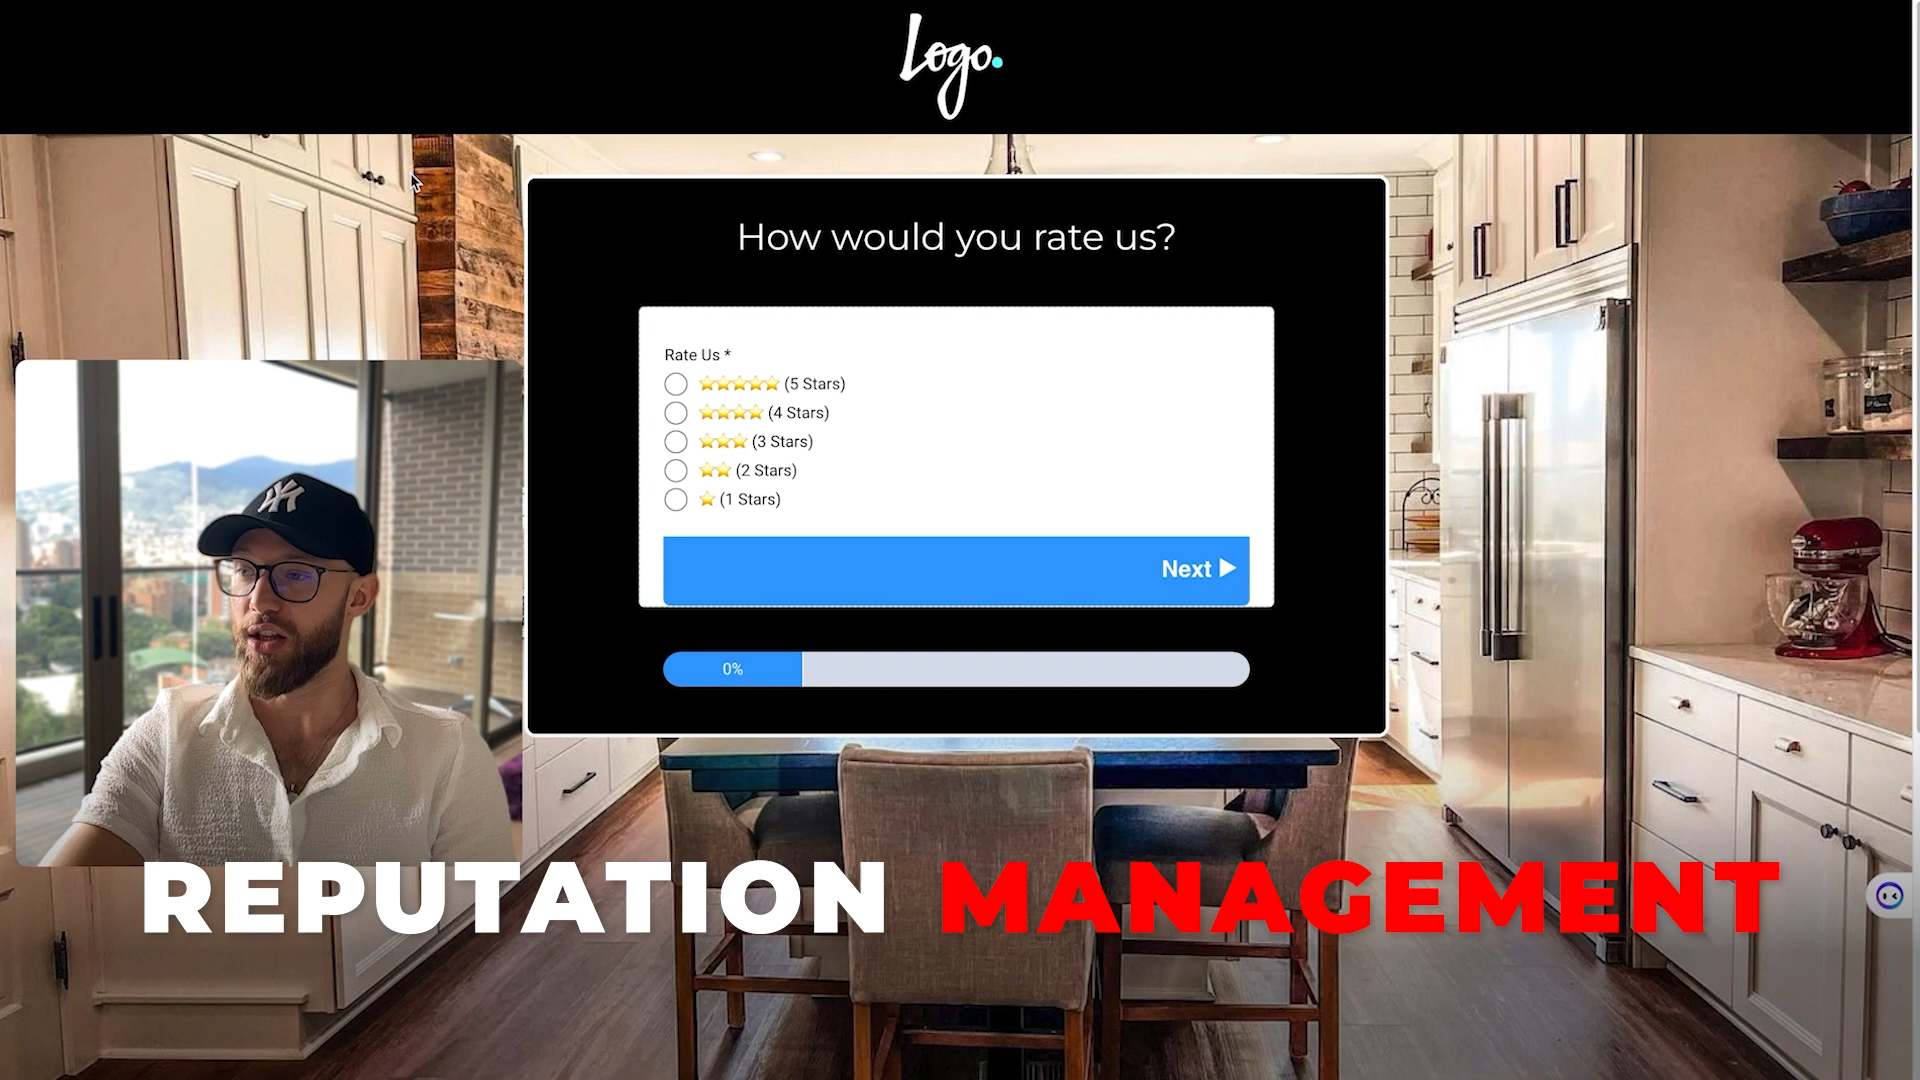 Logo.
How would you rate us?
Rate Us *
⭐⭐⭐⭐⭐ (5 Stars)
⭐⭐⭐⭐ (4 Stars)
⭐⭐⭐ (3 Stars)
⭐⭐ (2 Stars)
⭐ (1 Stars)
Next ▶
0%
REPUTATION MANAGEMENT